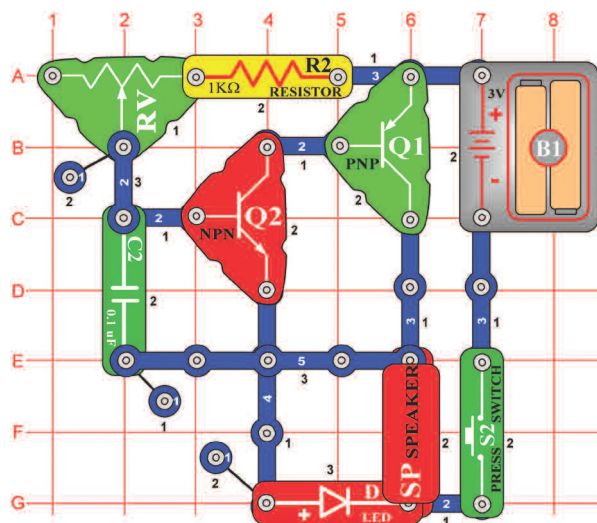 1 2 3 4 5 6 7 8
A
B
C
D
E
F
G
RV
1
R2
1KΩ
RESISTOR
2
1
3
3V
+
-
B1
2
1
2
2
3
2
1
PNP
Q1
2
2
1
NPN
Q2
2
C2
0.1 uF
2
3
1
3
1
5
3
1
1
4
1
1
2
3
D
+
LED
SP
SPEAKER
2
S2
PRESS
SWITCH
2
2
1